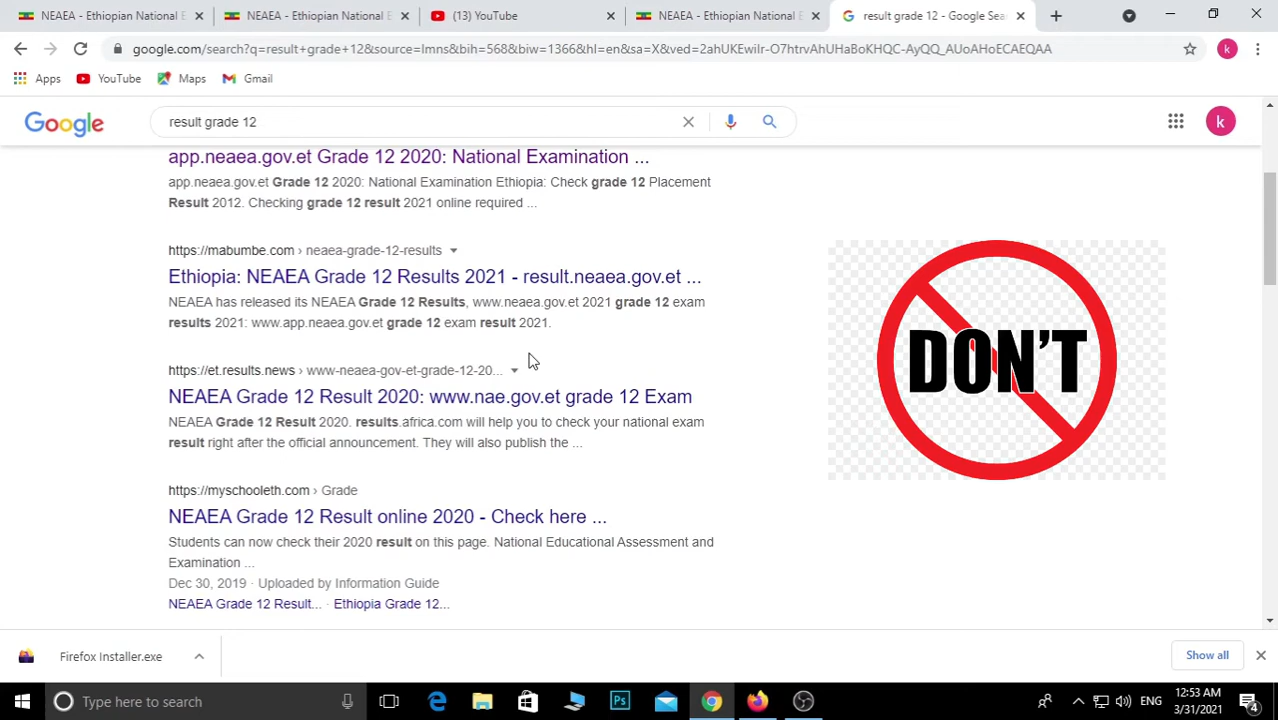 NEAEA - Ethiopian National E
NEAEA - Ethiopian National E
(13) YouTube
NEAEA - Ethiopian National E
result grade 12 - Google Sea
google.com/search?q=result+grade+12&source=lmns&bih=568&biw=1366&hl=en&sa=X&ved=2ahUKEwiIr-O7htrvAhUHaBoKHQC-AyQQ_AUoAHoECAEQAA
k
Apps
YouTube
Maps
Gmail
Google
result grade 12
k
app.neaea.gov.et Grade 12 2020: National Examination ...
app.neaea.gov.et Grade 12 2020: National Examination Ethiopia: Check grade 12 Placement
Result 2012. Checking grade 12 result 2021 online required ...
https://mabumbe.com › neaea-grade-12-results
Ethiopia: NEAEA Grade 12 Results 2021 - result.neaea.gov.et ...
NEAEA has released its NEAEA Grade 12 Results, www.neaea.gov.et 2021 grade 12 exam
results 2021: www.app.neaea.gov.et grade 12 exam result 2021.
DON'T
https://et.results.news › www-neaea-gov-et-grade-12-20...
NEAEA Grade 12 Result 2020: www.nae.gov.et grade 12 Exam
NEAEA Grade 12 Result 2020. results.africa.com will help you to check your national exam
result right after the official announcement. They will also publish the ...
https://myschooleth.com › Grade
NEAEA Grade 12 Result online 2020 - Check here ...
Students can now check their 2020 result on this page. National Educational Assessment and
Examination ...
Dec 30, 2019 · Uploaded by Information Guide
NEAEA Grade 12 Result... · Ethiopia Grade 12...
Firefox Installer.exe
Show all
Type here to search
Ps
ENG
12:53 AM
3/31/2021
4